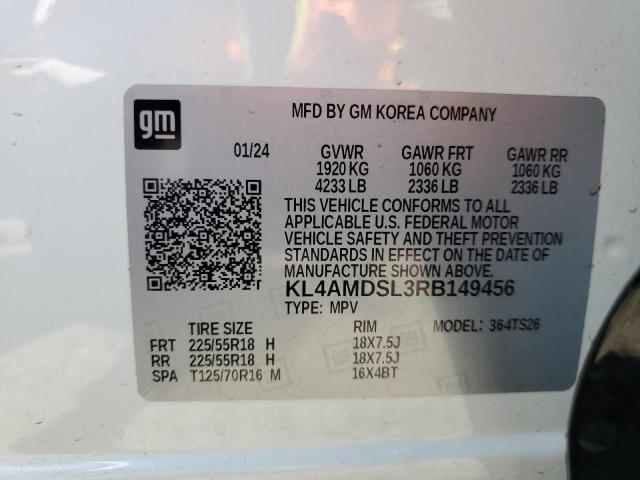 gm
MFD BY GM KOREA COMPANY
01/24 GVWR GAWR FRT GAWR RR
1920 KG 1060 KG 1060 KG
4233 LB 2336 LB 2336 LB
THIS VEHICLE CONFORMS TO ALL
APPLICABLE U.S. FEDERAL MOTOR
VEHICLE SAFETY AND THEFT PREVENTION
STANDARDS IN EFFECT ON THE DATE OF
MANUFACTURE SHOWN ABOVE.
KL4AMDSL3RB149456
TYPE: MPV
TIRE SIZE RIM MODEL: 364TS26
FRT 225/55R18 H 18X7.5J
RR 225/55R18 H 18X7.5J
SPA T125/70R16 M 16X4BT